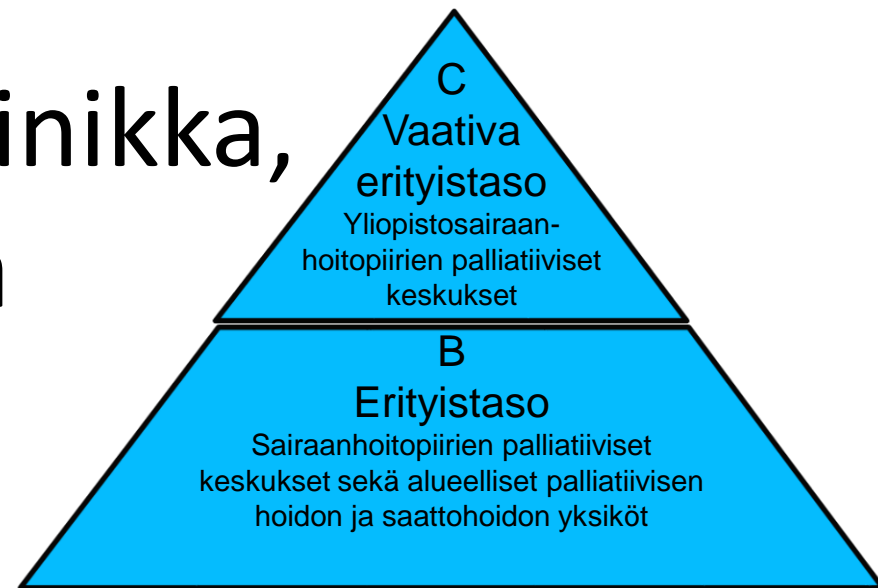 inikka,
C
Vaativa
erityistaso
Yliopistosairaan-
hoitopiirien palliatiiviset
keskukset
B
Erityistaso
Sairaanhoitopiirien palliatiiviset
keskukset sekä alueelliset palliatiivisen
hoidon ja saattohoidon yksiköt